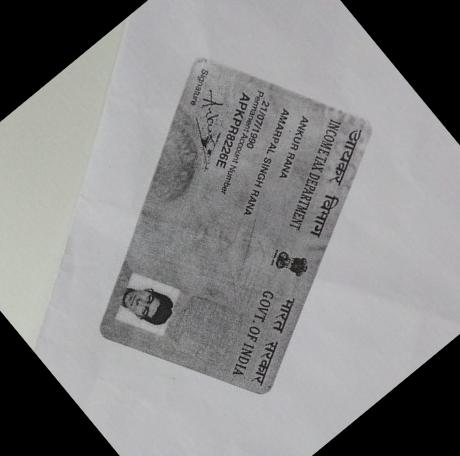 आयकर विभाग
INCOME TAX DEPARTMENT
भारत सरकार
GOVT. OF INDIA
ANKUR RANA
AMARPAL SINGH RANA
21/07/1990
Permanent Account Number
APKPR8226E
Signature